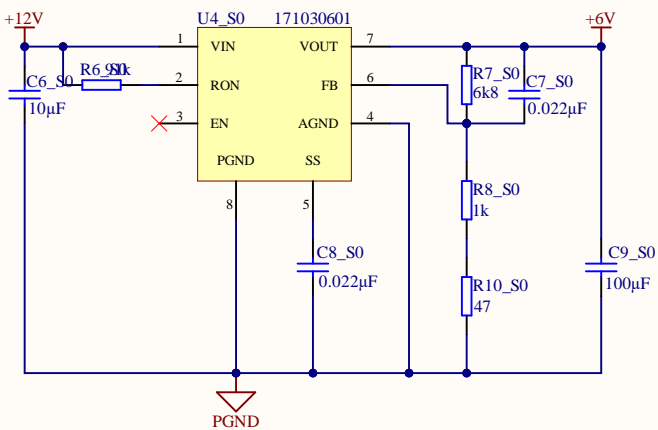 +12V
U4_S0 171030601
+6V
1 VIN VOUT 7
R6_S0
C6_S0
10µF
2 RON FB 6
R7_S0
6k8
C7_S0
0.022µF
3 EN AGND 4
PGND SS
8 5
R8_S0
1k
C8_S0
0.022µF
C9_S0
100µF
R10_S0
47
PGND